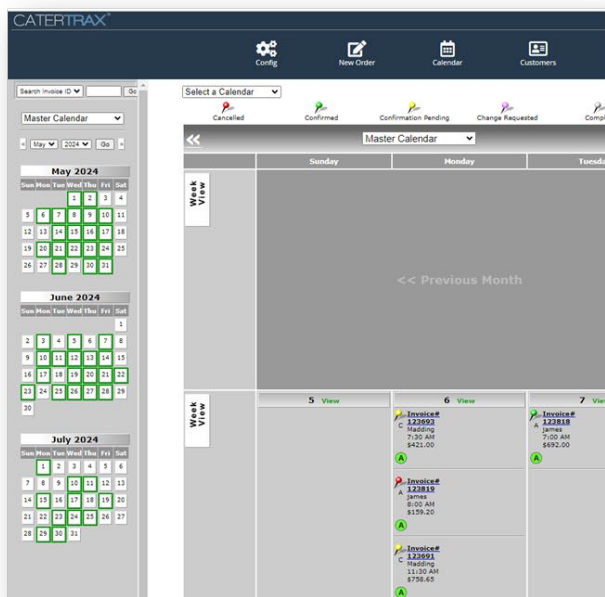 CATERTRAX
Config
New Order
Calendar
Customers
Search Invoice ID
Go
Master Calendar
«
May
2024
Go
»
May 2024
Sun Mon Tue Wed Thu Fri Sat
1 2 3 4
5 6 7 8 9 10 11
12 13 14 15 16 17 18
19 20 21 22 23 24 25
26 27 28 29 30 31
June 2024
Sun Mon Tue Wed Thu Fri Sat
1
2 3 4 5 6 7 8
9 10 11 12 13 14 15
16 17 18 19 20 21 22
23 24 25 26 27 28 29
30
July 2024
Sun Mon Tue Wed Thu Fri Sat
1 2 3 4 5 6
7 8 9 10 11 12 13
14 15 16 17 18 19 20
21 22 23 24 25 26 27
28 29 30 31
Select a Calendar
Cancelled
Confirmed
Confirmation Pending
Change Requested
Compl
Master Calendar
Sunday
Monday
Tuesda
Week View
<< Previous Month
Week View
5 View
6 View
Invoice#
C 123693
Madding
7:30 AM
$421.00
A
Invoice#
A 123819
james
8:00 AM
$159.20
A
Invoice#
C 123691
Madding
11:30 AM
$758.65
A
7 Vie
Invoice#
A 123818
james
7:00 AM
$692.00
A